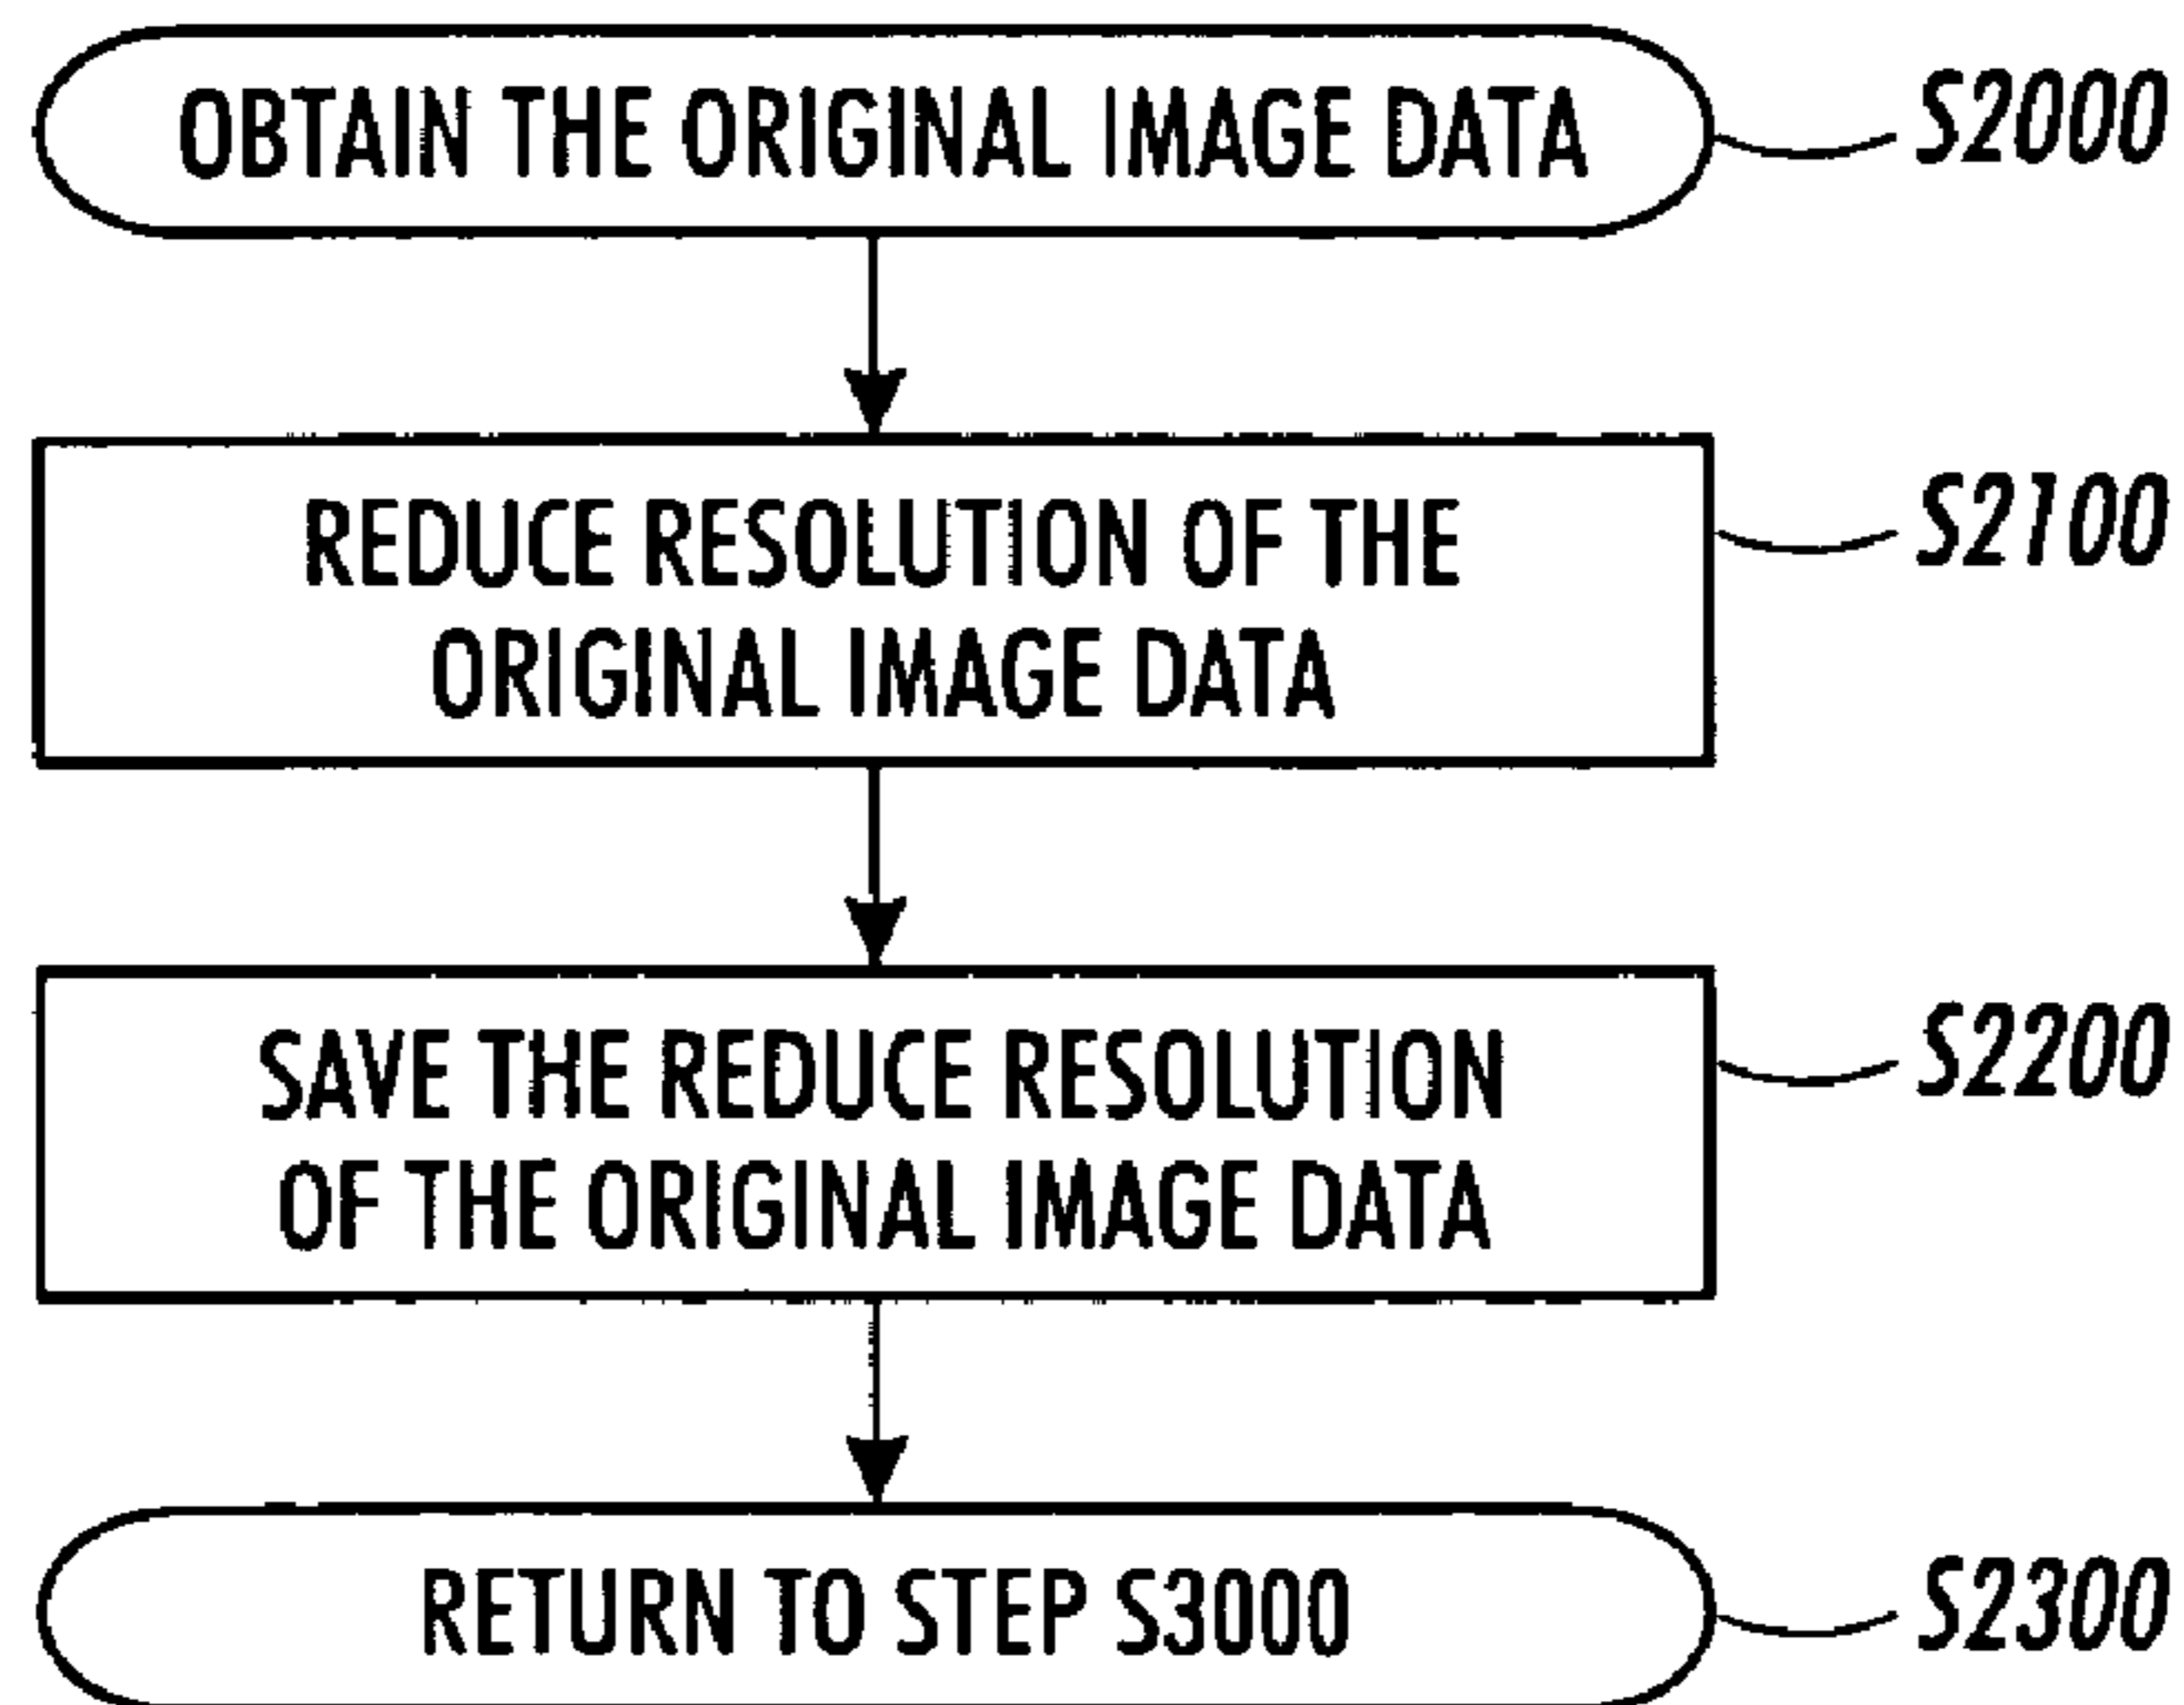 OBTAIN THE ORIGINAL IMAGE DATA
S2000
REDUCE RESOLUTION OF THE
ORIGINAL IMAGE DATA
S2100
SAVE THE REDUCE RESOLUTION
OF THE ORIGINAL IMAGE DATA
S2200
RETURN TO STEP S3000
S2300